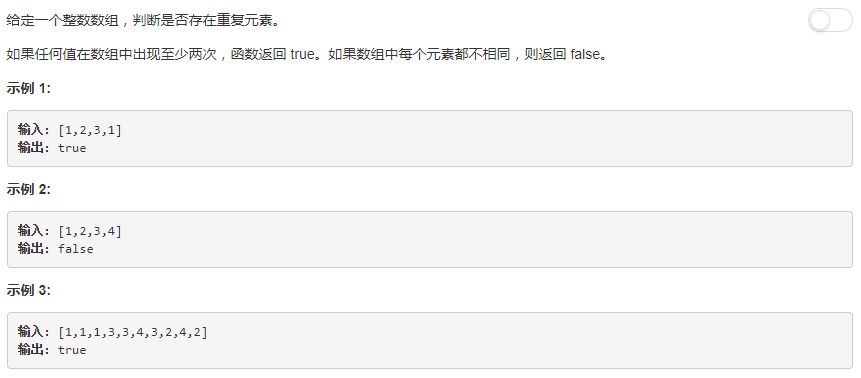 给定一个整数数组，判断是否存在重复元素。
如果任何值在数组中出现至少两次，函数返回 true。如果数组中每个元素都不相同，则返回 false。
示例 1:
输入: [1,2,3,1]
输出: true
示例 2:
输入: [1,2,3,4]
输出: false
示例 3:
输入: [1,1,1,3,3,4,3,2,4,2]
输出: true